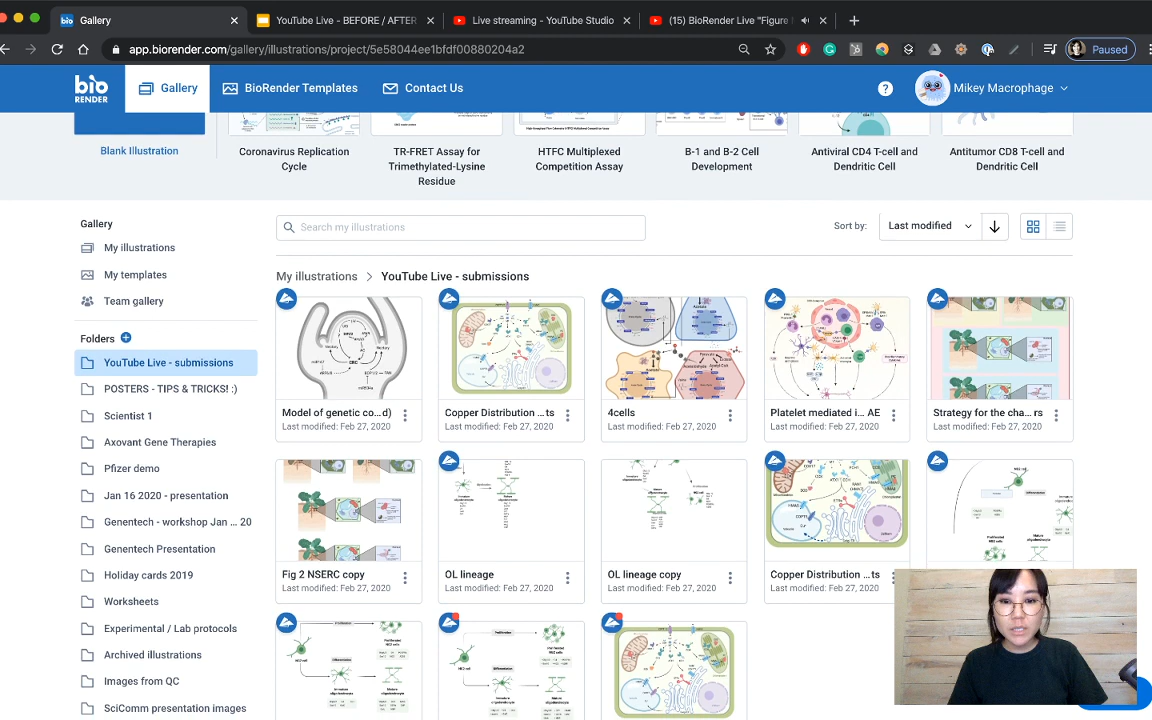 Gallery
YouTube Live - BEFORE / AFTER
Live streaming - YouTube Studio
(15) BioRender Live "Figure
app.biorender.com/gallery/illustrations/project/5e58044ee1bfdf00880204a2
Paused
bio
RENDER
Gallery
BioRender Templates
Contact Us
?
Mikey Macrophage
Blank Illustration
Coronavirus Replication
Cycle
TR-FRET Assay for
Trimethylated-Lysine
Residue
HTFC Multiplexed
Competition Assay
B-1 and B-2 Cell
Development
Antiviral CD4 T-cell and
Dendritic Cell
Antitumor CD8 T-cell and
Dendritic Cell
Gallery
My illustrations
My templates
Team gallery
Folders
YouTube Live - submissions
POSTERS - TIPS & TRICKS! :)
Scientist 1
Axovant Gene Therapies
Pfizer demo
Jan 16 2020 - presentation
Genentech - workshop Jan ... 20
Genentech Presentation
Holiday cards 2019
Worksheets
Experimental / Lab protocols
Archived illustrations
Images from QC
SciComm presentation images
Search my illustrations
Sort by:
Last modified
My illustrations > YouTube Live - submissions
Model of genetic co...d)
Last modified: Feb 27, 2020
Copper Distribution ...ts
Last modified: Feb 27, 2020
4cells
Last modified: Feb 27, 2020
Platelet mediated i... AE
Last modified: Feb 27, 2020
Strategy for the cha... rs
Last modified: Feb 27, 2020
Fig 2 NSERC copy
Last modified: Feb 27, 2020
OL lineage
Last modified: Feb 27, 2020
OL lineage copy
Last modified: Feb 27, 2020
Copper Distribution ...ts
Last modified: Feb 27, 2020